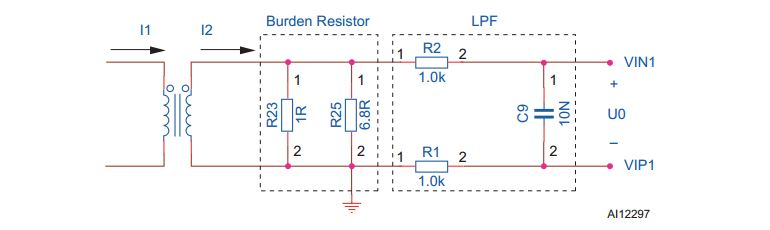 Burden Resistor
LPF
I1
I2
1
R2
2
VIN1
1.0k
1
1
1
+
R23
1R
R25
6.8R
C9
10N
U0
2
2
2
–
1
R1
2
VIP1
1.0k
AI12297